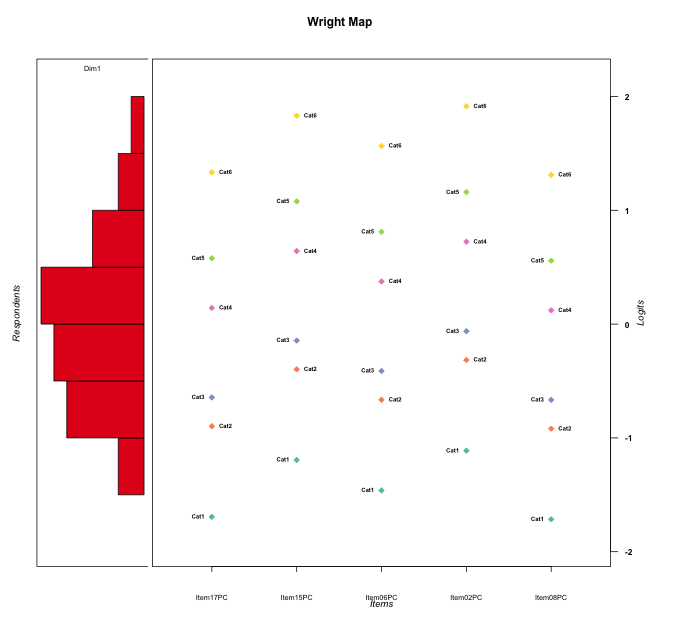 Wright Map
Dim1
2
Cat6
Cat6
Cat6
Cat6
Cat6
1
Cat5
Cat5
Cat5
Cat5
Cat5
Cat4
Cat4
Cat4
Cat4
Cat4
Respondents
0
Logits
Cat3
Cat3
Cat3
Cat3
Cat3
Cat2
Cat2
Cat2
Cat2
Cat2
-1
Cat1
Cat1
Cat1
Cat1
Cat1
-2
Item17PC Item15PC Item06PC Item02PC Item08PC
Items